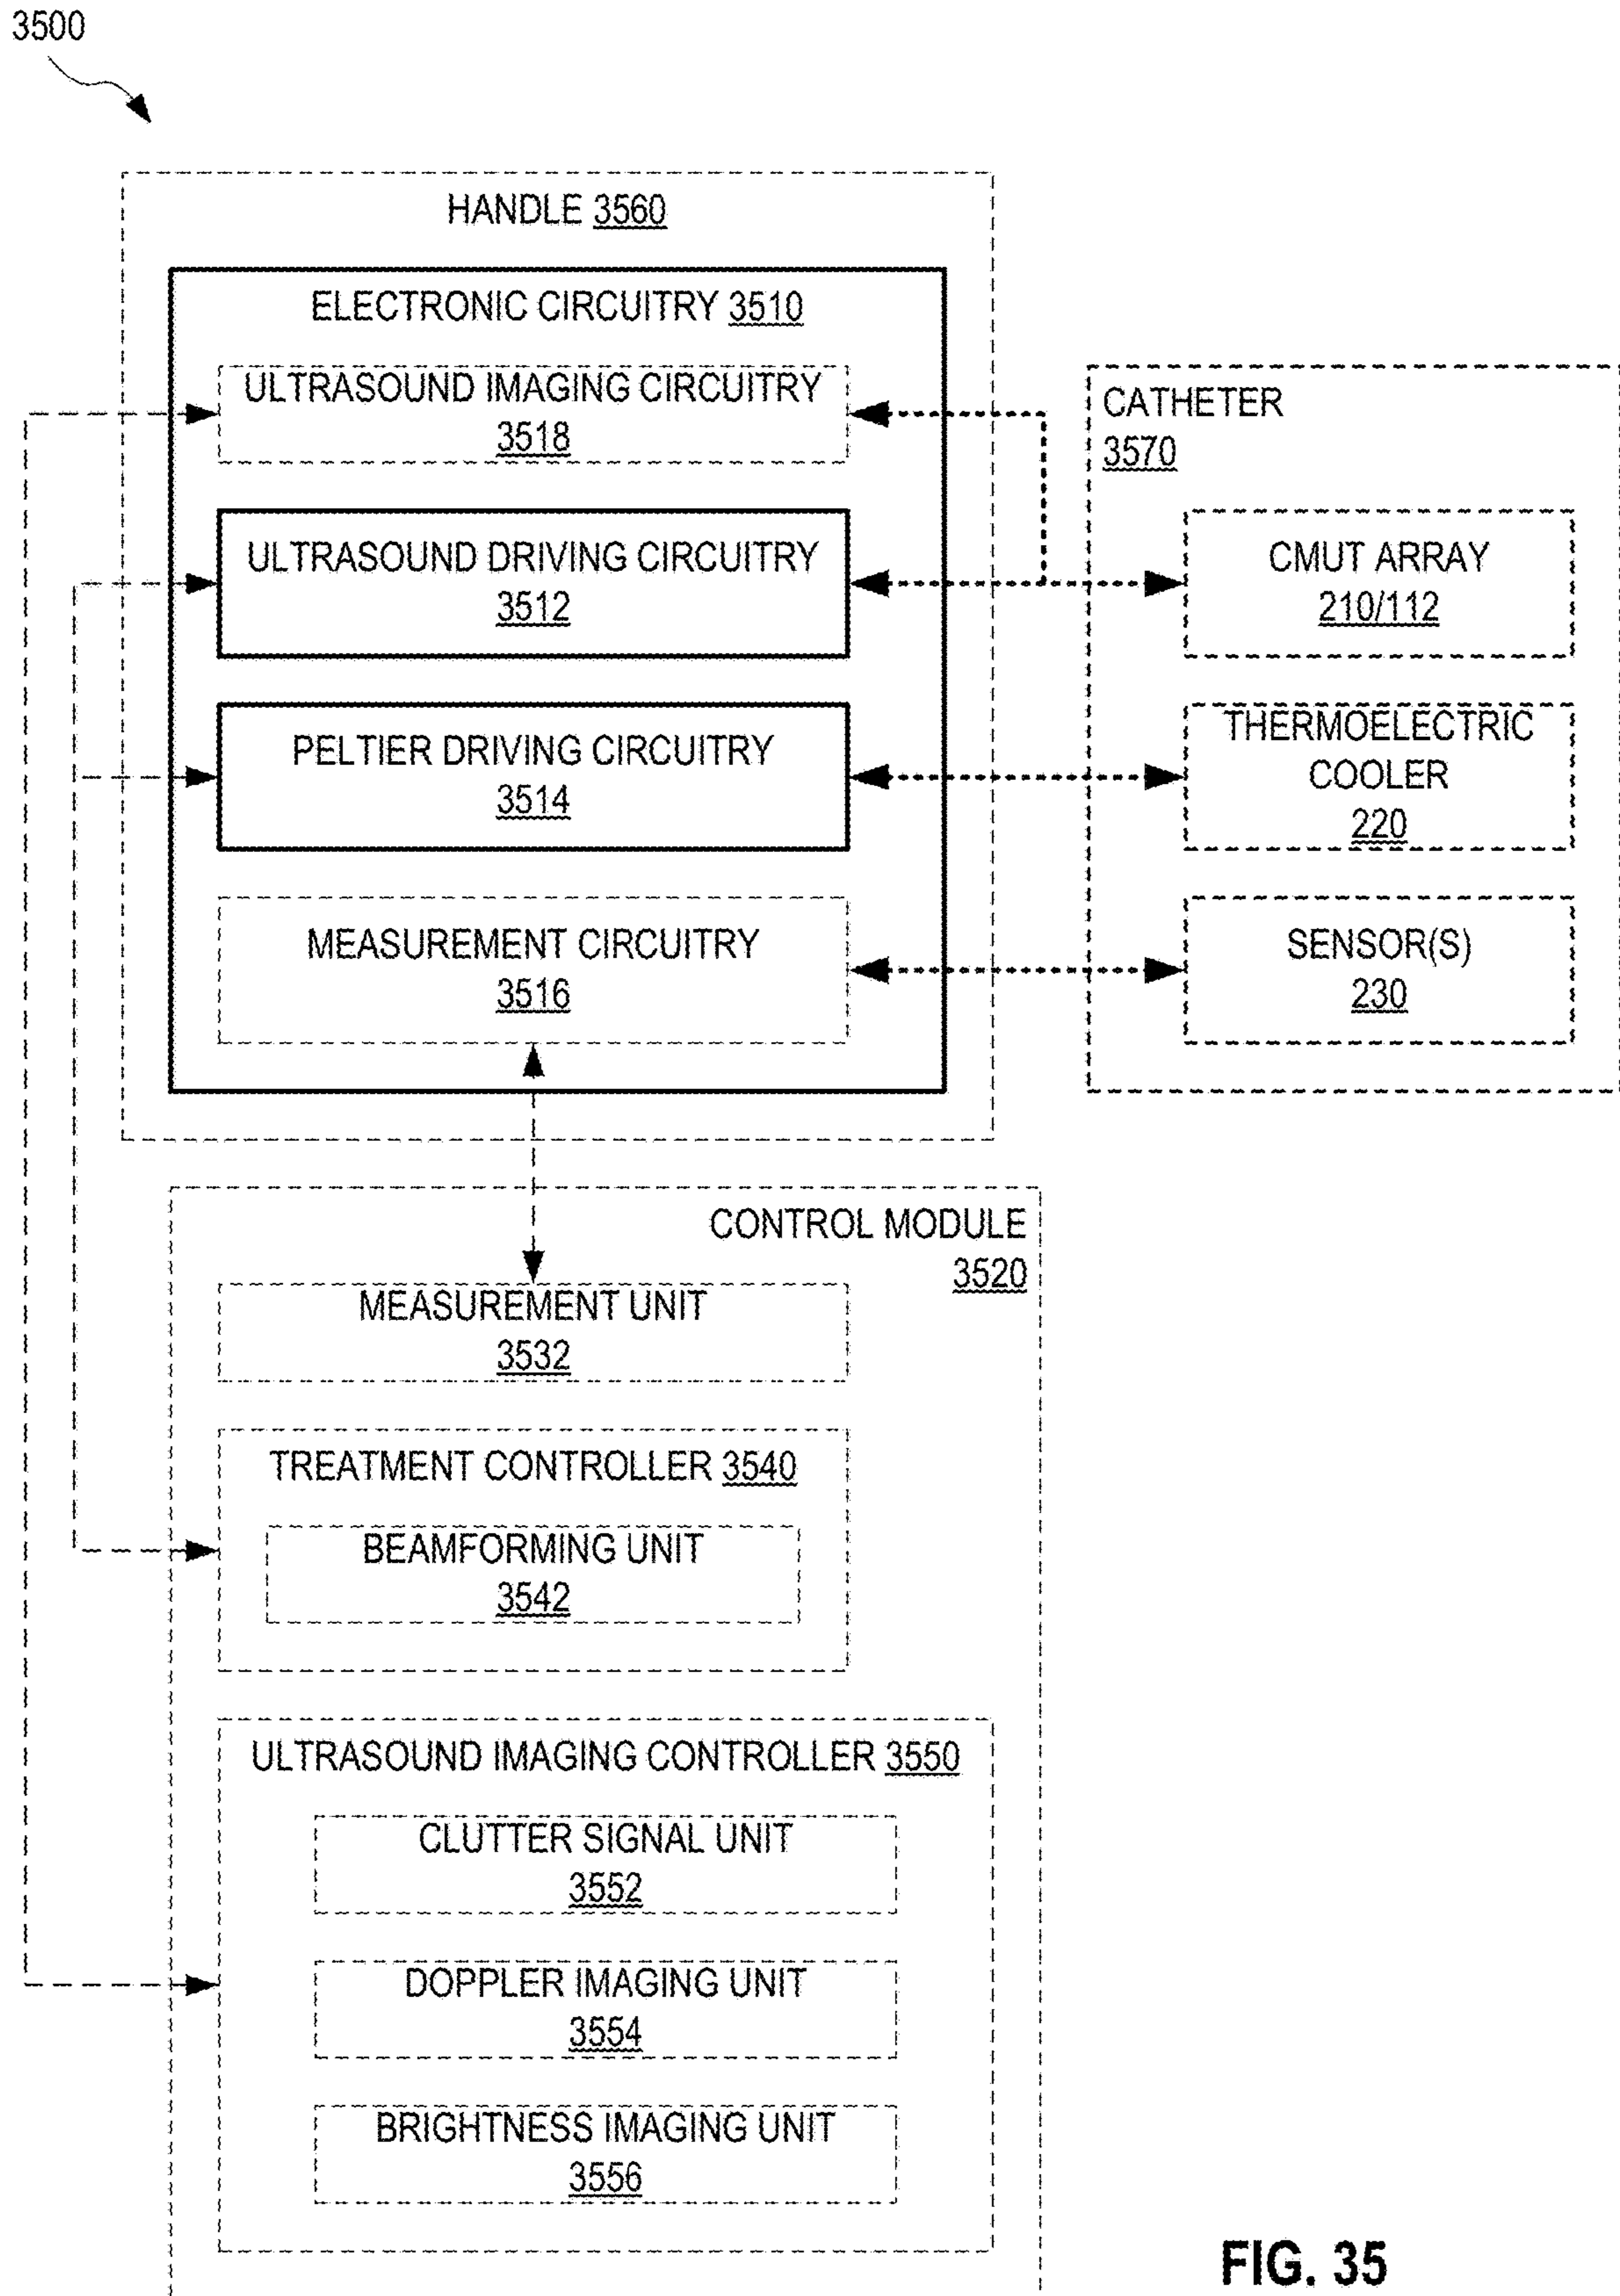 3500
HANDLE 3560
ELECTRONIC CIRCUITRY 3510
ULTRASOUND IMAGING CIRCUITRY
3518
ULTRASOUND DRIVING CIRCUITRY
3512
PELTIER DRIVING CIRCUITRY
3514
MEASUREMENT CIRCUITRY
3516
CATHETER
3570
CMUT ARRAY
210/112
THERMOELECTRIC
COOLER
220
SENSOR(S)
230
CONTROL MODULE
3520
MEASUREMENT UNIT
3532
TREATMENT CONTROLLER 3540
BEAMFORMING UNIT
3542
ULTRASOUND IMAGING CONTROLLER 3550
CLUTTER SIGNAL UNIT
3552
DOPPLER IMAGING UNIT
3554
BRIGHTNESS IMAGING UNIT
3556
FIG. 35